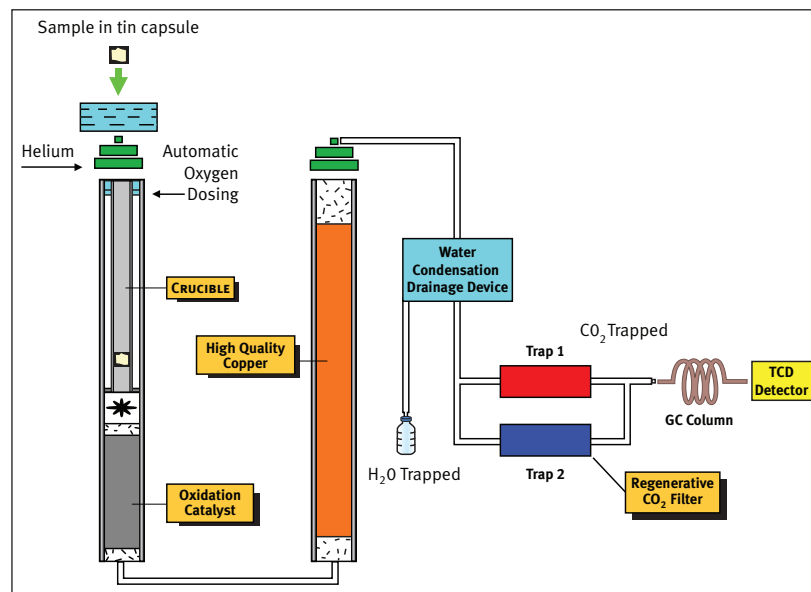 Sample in tin capsule
Helium
Automatic
Oxygen
Dosing
CRUCIBLE
High Quality
Copper
Oxidation
Catalyst
Water
Condensation
Drainage Device
H₂O Trapped
CO₂ Trapped
Trap 1
Trap 2
Regenerative
CO₂ Filter
GC Column
TCD
Detector